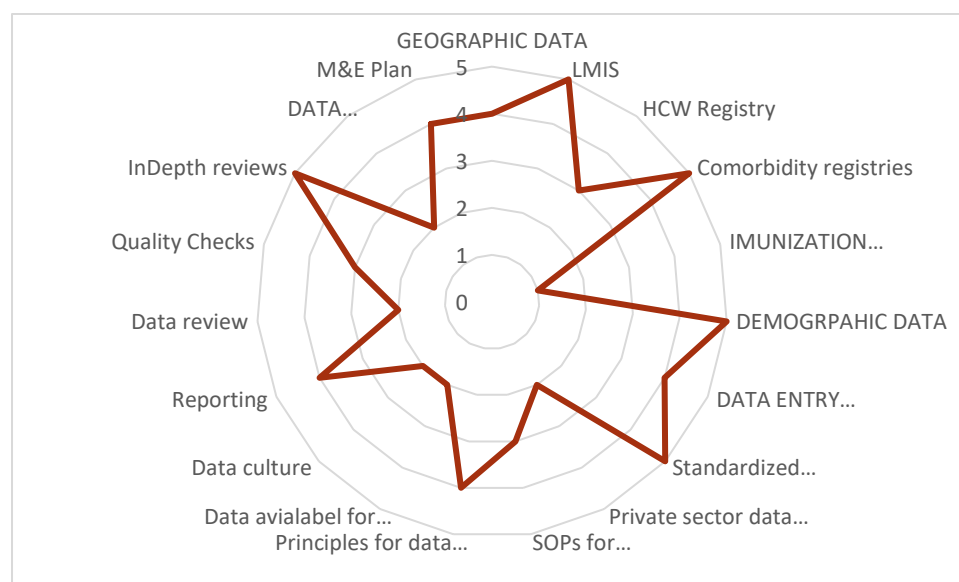 GEOGRAPHIC DATA
M&E Plan
5
LMIS
DATA...
4
HCW Registry
InDepth reviews
3
Comorbidity registries
2
Quality Checks
1
IMUNIZATION...
0
Data review
DEMOGRPAHIC DATA
Reporting
DATA ENTRY...
Data culture
Standardized...
Data avialabel for...
Private sector data...
Principles for data...
SOPs for...